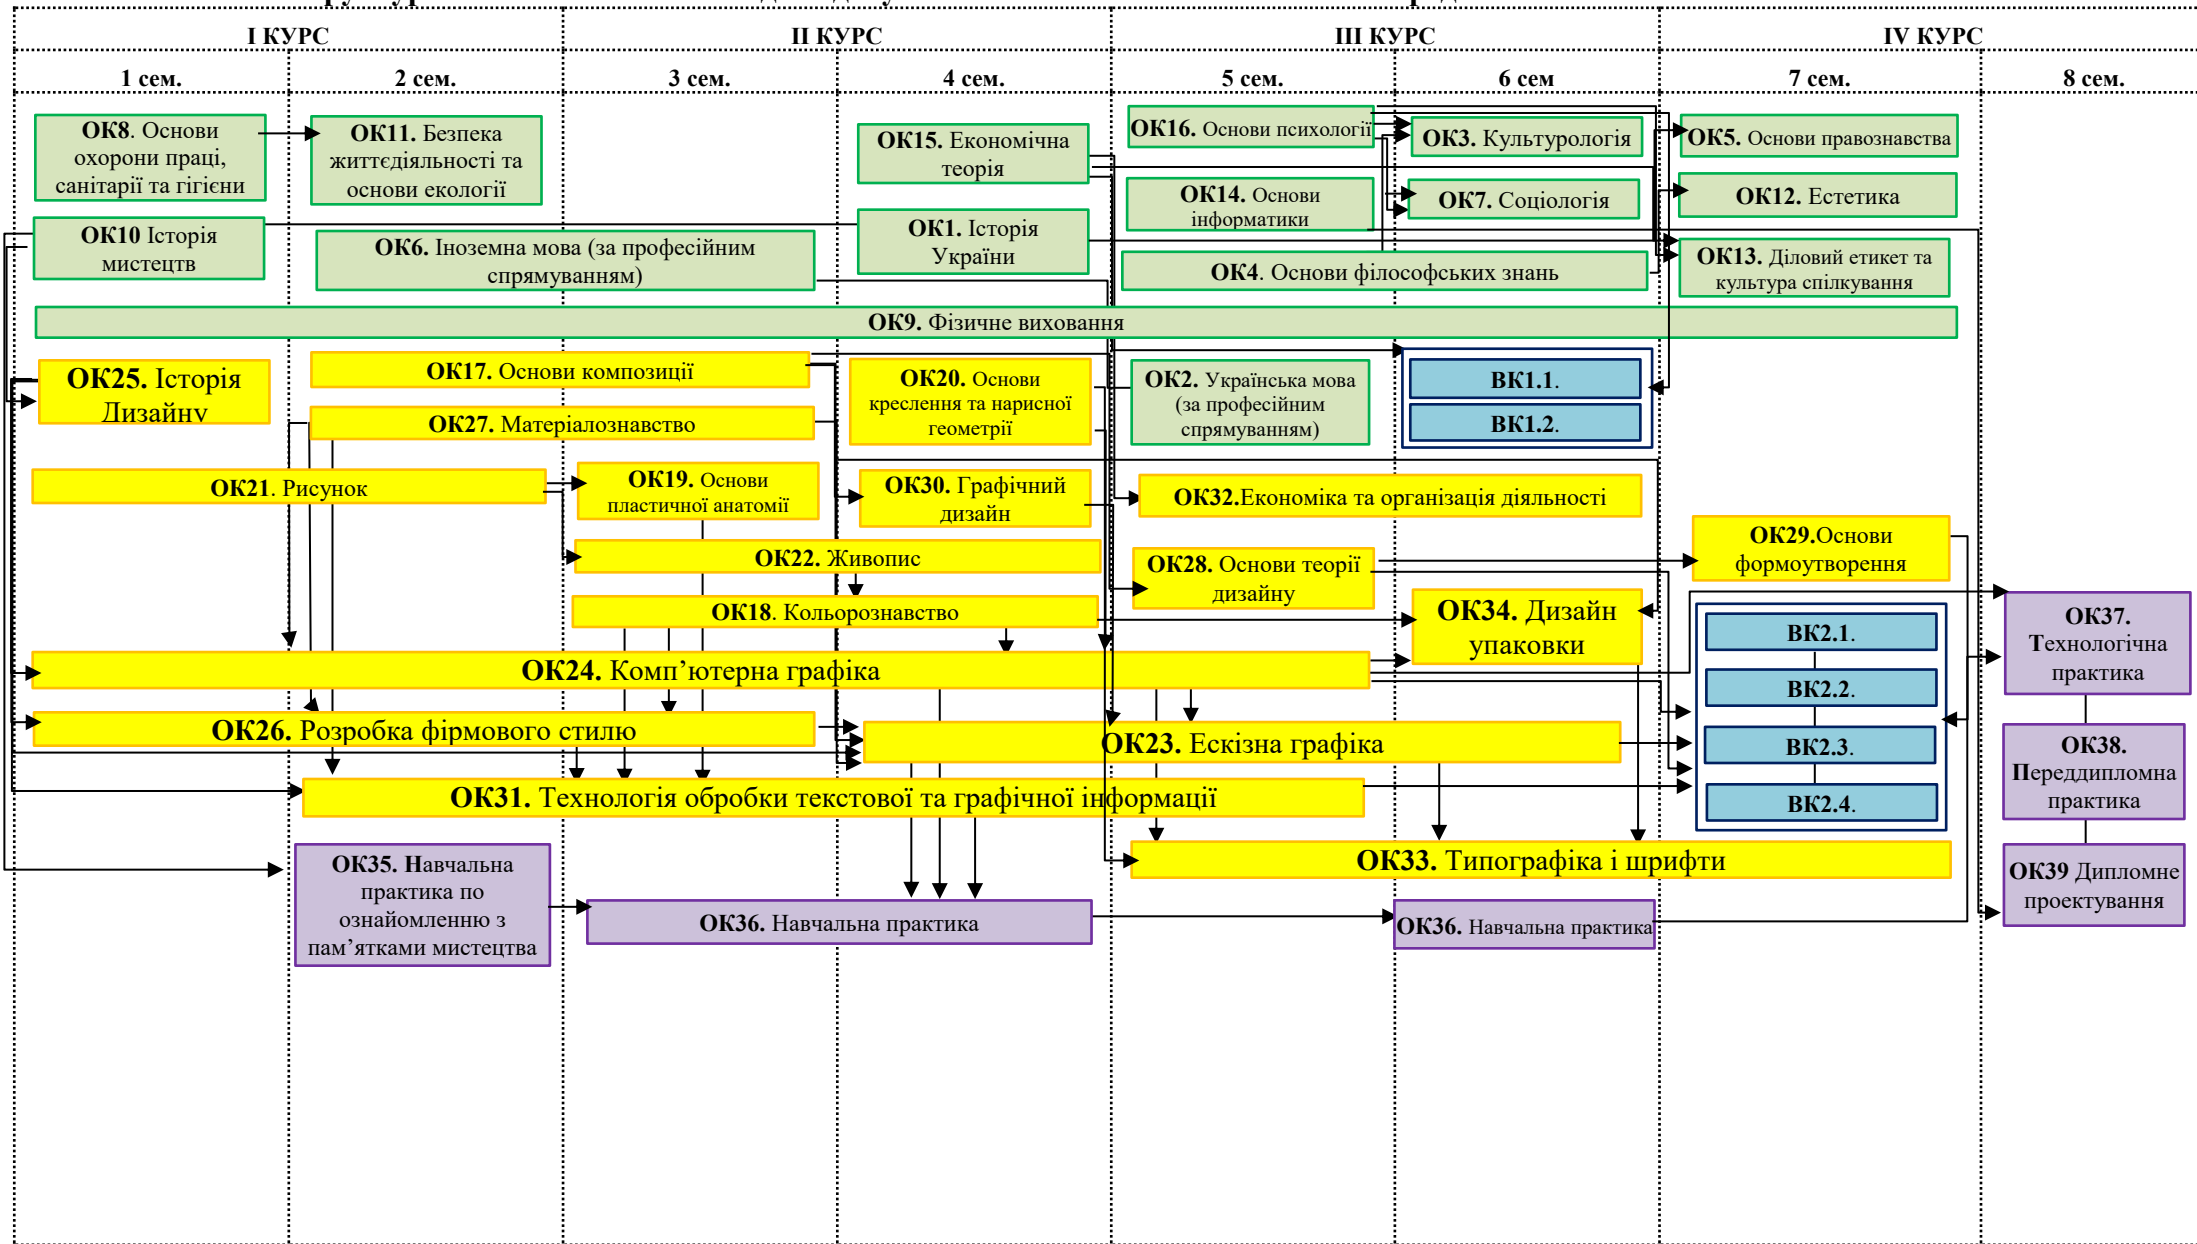 І КУРС
ІІ КУРС
ІІІ КУРС
IV КУРС
1 сем.
2 сем.
3 сем.
4 сем.
5 сем.
6 сем
7 сем.
8 сем.
ОК8. Основи
охорони праці,
санітарії та гігієни
ОК11. Безпека
життєдіяльності та
основи екології
ОК15. Економічна
теорія
ОК16. Основи психології
ОК3. Культурологія
ОК5. Основи правознавства
ОК14. Основи
інформатики
ОК7. Соціологія
ОК12. Естетика
ОК10 Історія
мистецтв
ОК6. Іноземна мова (за професійним
спрямуванням)
ОК1. Історія
України
ОК4. Основи філософських знань
ОК13. Діловий етикет та
культура спілкування
ОК9. Фізичне виховання
ОК25. Історія
Дизайну
ОК17. Основи композиції
ОК20. Основи
креслення та нарисної
геометрії
ОК2. Українська мова
(за професійним
спрямуванням)
ВК1.1.
ВК1.2.
ОК27. Матеріалознавство
ОК21. Рисунок
ОК19. Основи
пластичної анатомії
ОК30. Графічний
дизайн
ОК32.Економіка та організація діяльності
ОК22. Живопис
ОК28. Основи теорії
дизайну
ОК29.Основи
формоутворення
ОК18. Кольорознавство
ОК34. Дизайн
упаковки
ВК2.1.
ВК2.2.
ВК2.3.
ВК2.4.
ОК37.
Технологічна
практика
ОК24. Комп’ютерна графіка
ОК26. Розробка фірмового стилю
ОК23. Ескізна графіка
ОК38.
Переддипломна
практика
ОК31. Технологія обробки текстової та графічної інформації
ОК33. Типографіка і шрифти
ОК35. Навчальна
практика по
ознайомленню з
пам’ятками мистецтва
ОК36. Навчальна практика
ОК36. Навчальна практика
ОК39 Дипломне
проектування